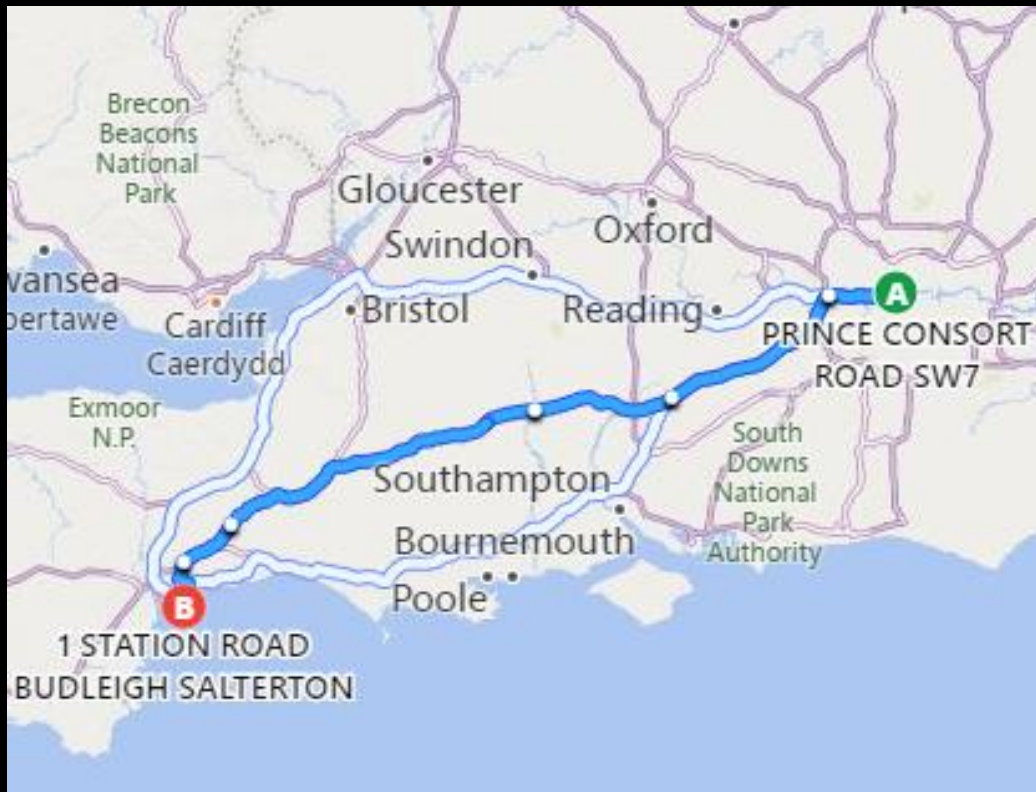 Brecon
Beacons
National
Park
Gloucester
Oxford
Swindon
wansea
bertawe
Cardiff
Caerdydd
Bristol
Reading
A
PRINCE CONSORT
ROAD SW7
Exmoor
N.P.
South
Downs
National
Park
Authority
Southampton
Bournemouth
Poole
B
1 STATION ROAD
BUDLEIGH SALTERTON